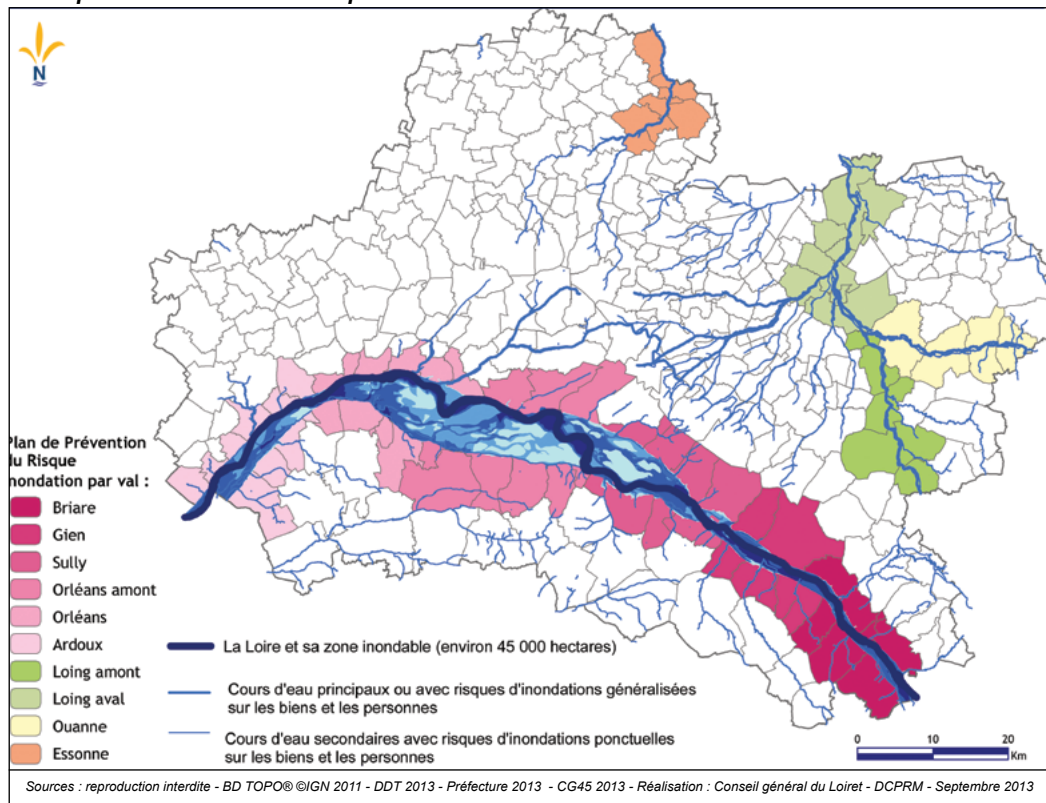 N
Plan de Prévention
du Risque
Inondation par val :
Briare
Gien
Sully
Orléans amont
Orléans
Ardoux
Loing amont
Loing aval
Ouanne
Essonne
La Loire et sa zone inondable (environ 45 000 hectares)
Cours d'eau principaux ou avec risques d'inondations généralisées
sur les biens et les personnes
Cours d'eau secondaires avec risques d'inondations ponctuelles
sur les biens et les personnes
0 10 20
Km
Sources : reproduction interdite - BD TOPO® ©IGN 2011 - DDT 2013 - Préfecture 2013 - CG45 2013 - Réalisation : Conseil général du Loiret - DCPRM - Septembre 2013